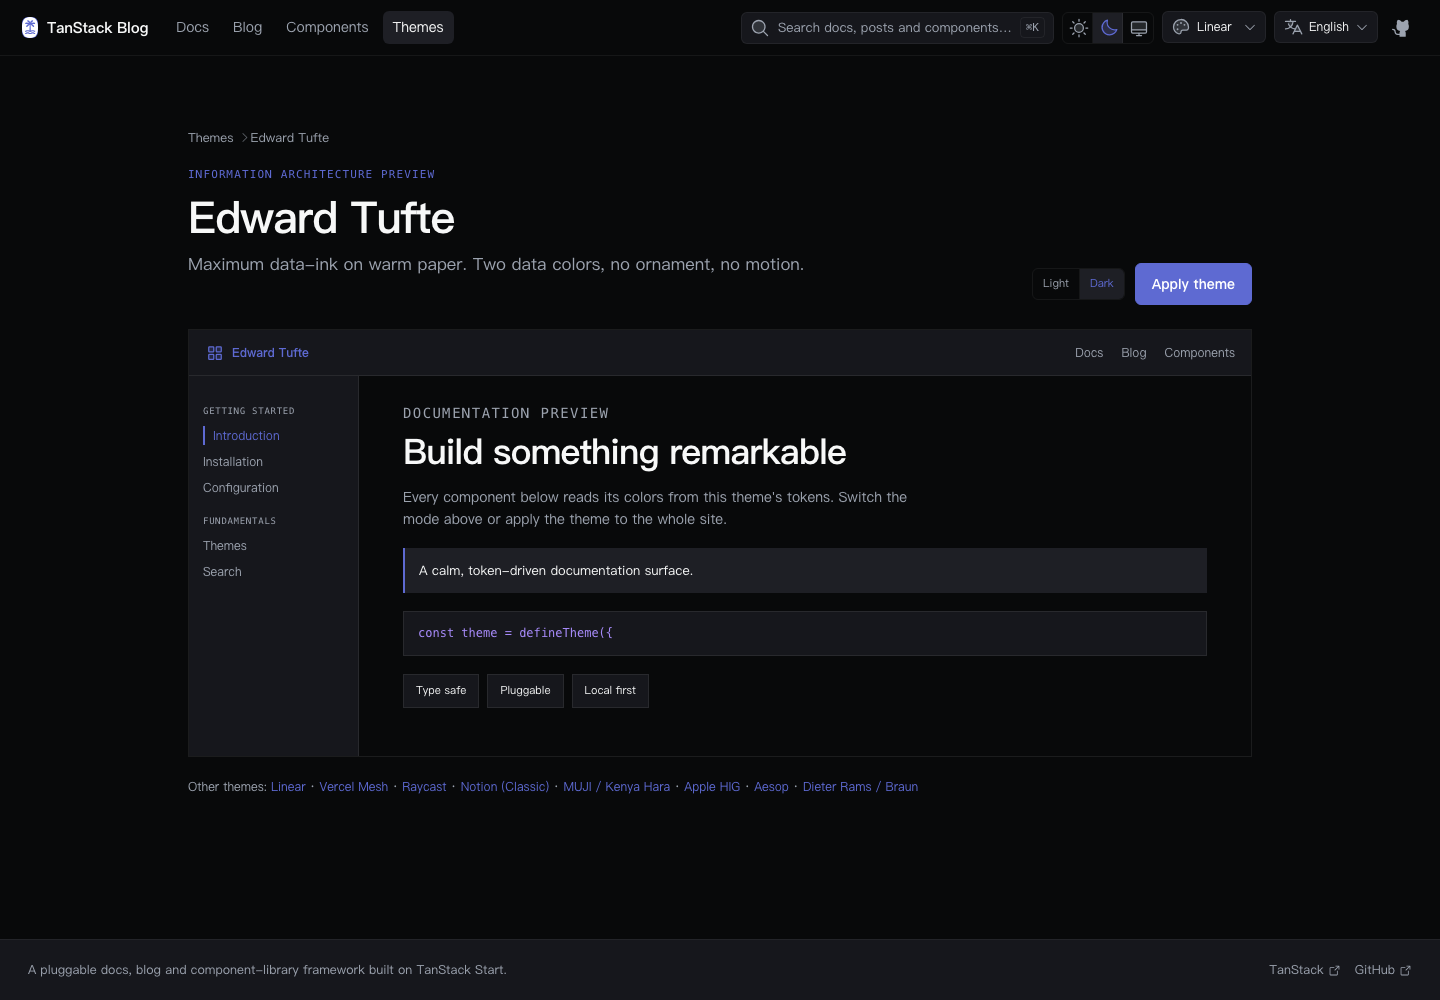 TanStack Blog Docs Blog Components Themes Search docs, posts and components... ⌘K Linear English
Themes > Edward Tufte
INFORMATION ARCHITECTURE PREVIEW
Edward Tufte
Maximum data-ink on warm paper. Two data colors, no ornament, no motion.
Light Dark Apply theme
Edward Tufte Docs Blog Components
GETTING STARTED
Introduction
Installation
Configuration
FUNDAMENTALS
Themes
Search
DOCUMENTATION PREVIEW
Build something remarkable
Every component below reads its colors from this theme's tokens. Switch the
mode above or apply the theme to the whole site.
A calm, token-driven documentation surface.
const theme = defineTheme({
Type safe Pluggable Local first
Other themes: Linear · Vercel Mesh · Raycast · Notion (Classic) · MUJI / Kenya Hara · Apple HIG · Aesop · Dieter Rams / Braun
A pluggable docs, blog and component-library framework built on TanStack Start. TanStack GitHub